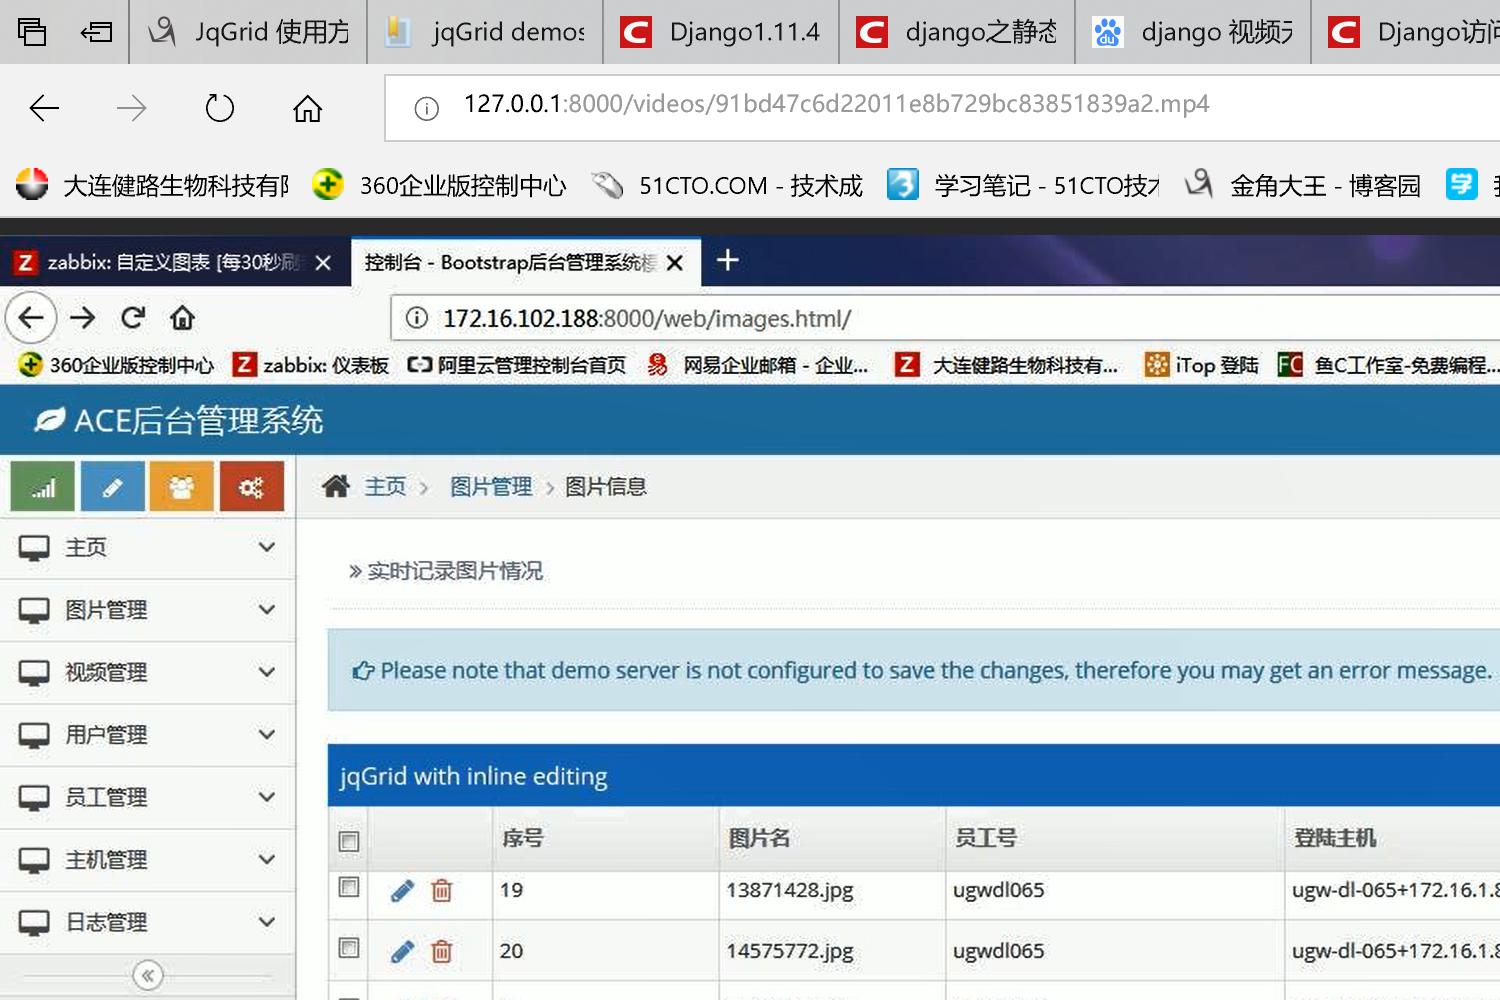 JqGrid 使用方
jqGrid demos
Django1.11.4
django之静态
django 视频
Django访问
127.0.0.1:8000/videos/91bd47c6d22011e8b729bc83851839a2.mp4
大连健路生物科技有限
360企业版控制中心
51CTO.COM - 技术成
学习笔记 - 51CTO技术
金角大王 - 博客园
学
zabbix: 自定义图表 [每30秒刷
控制台 - Bootstrap后台管理系统模
172.16.102.188:8000/web/images.html/
360企业版控制中心
zabbix: 仪表板
阿里云管理控制台首页
网易企业邮箱 - 企业...
大连健路生物科技有...
iTop 登陆
鱼C工作室-免费编程...
ACE后台管理系统
主页 > 图片管理 > 图片信息
主页
图片管理
视频管理
用户管理
员工管理
主机管理
日志管理
» 实时记录图片情况
Please note that demo server is not configured to save the changes, therefore you may get an error message.
jqGrid with inline editing
序号 图片名 员工号 登陆主机
19 13871428.jpg ugwdl065 ugw-dl-065+172.16.1.8
20 14575772.jpg ugwdl065 ugw-dl-065+172.16.1.8